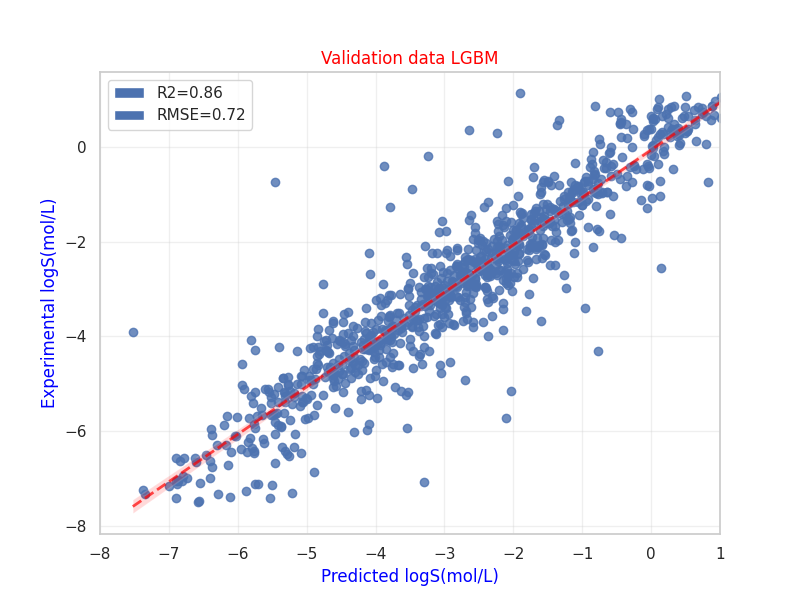 Validation data LGBM
R2=0.86
RMSE=0.72
Experimental logS(mol/L)
0
−2
−4
−6
−8
−8 −7 −6 −5 −4 −3 −2 −1 0 1
Predicted logS(mol/L)